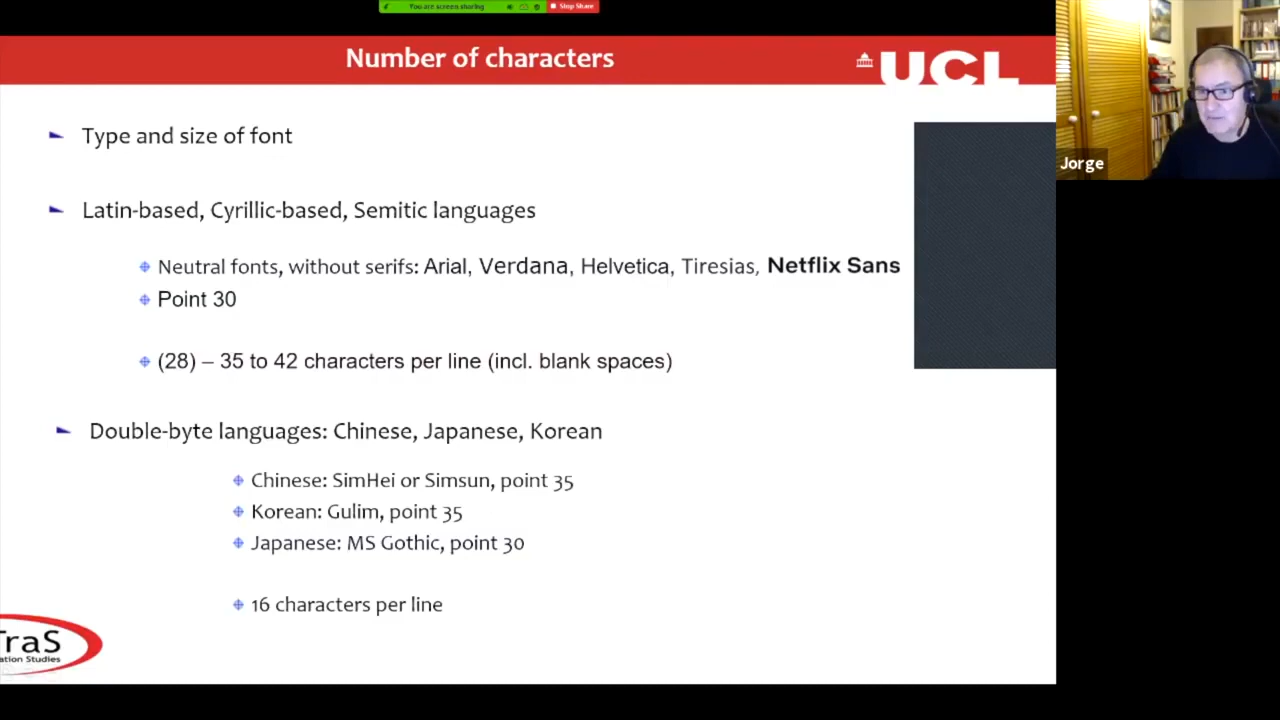 You are screen sharing
Stop Share
Number of characters
UCL
Jorge
Type and size of font
Latin-based, Cyrillic-based, Semitic languages
Neutral fonts, without serifs: Arial, Verdana, Helvetica, Tiresias, Netflix Sans
Point 30
(28) – 35 to 42 characters per line (incl. blank spaces)
Double-byte languages: Chinese, Japanese, Korean
Chinese: SimHei or Simsun, point 35
Korean: Gulim, point 35
Japanese: MS Gothic, point 30
16 characters per line
TraS
ation Studies